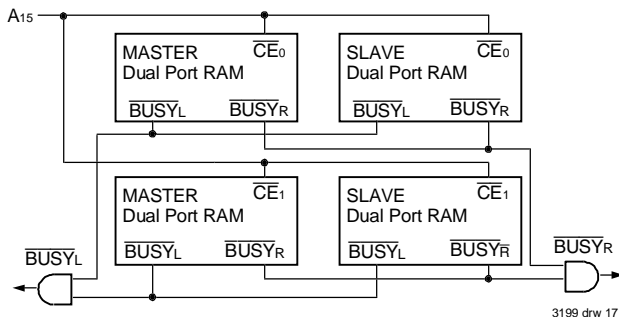 A15
MASTER
Dual Port RAM
CE0
BUSYL
BUSYR
SLAVE
Dual Port RAM
CE0
BUSYL
BUSYR
MASTER
Dual Port RAM
CE1
BUSYL
BUSYR
SLAVE
Dual Port RAM
CE1
BUSYL
BUSYR
BUSYL
BUSYR
3199 drw 17